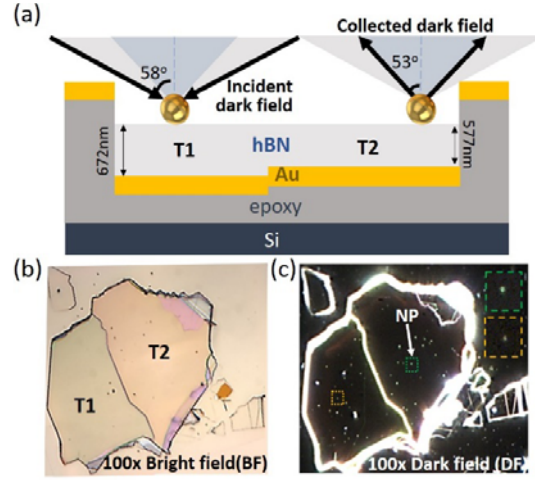 (a)
Collected dark field
58°
53°
Incident
dark field
672nm
T1
hBN
T2
577nm
Au
epoxy
Si
(b)
(c)
T2
NP
T1
100x Bright field(BF)
100x Dark field (DF)